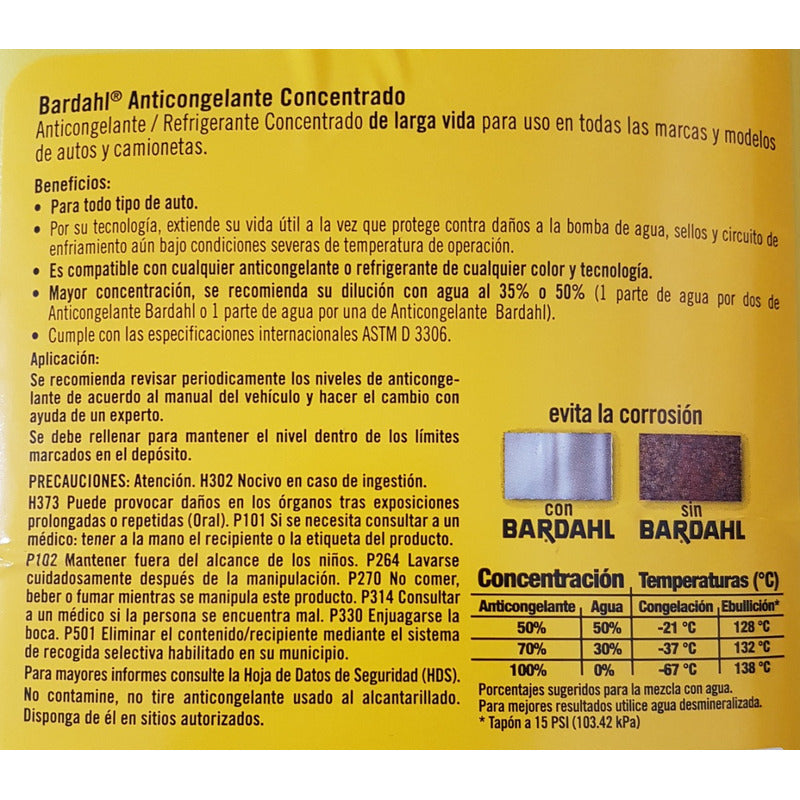 Bardahl® Anticongelante Concentrado
Anticongelante / Refrigerante Concentrado de larga vida para uso en todas las marcas y modelos
de autos y camionetas.
Beneficios:
• Para todo tipo de auto.
• Por su tecnología, extiende su vida útil a la vez que protege contra daños a la bomba de agua, sellos y circuito de
enfriamiento aún bajo condiciones severas de temperatura de operación.
• Es compatible con cualquier anticongelante o refrigerante de cualquier color y tecnología.
• Mayor concentración, se recomienda su dilución con agua al 35% o 50% (1 parte de agua por dos de
Anticongelante Bardahl o 1 parte de agua por una de Anticongelante Bardahl).
• Cumple con las especificaciones internacionales ASTM D 3306.
Aplicación:
Se recomienda revisar periodicamente los niveles de anticonge-
lante de acuerdo al manual del vehículo y hacer el cambio con
ayuda de un experto.
Se debe rellenar para mantener el nivel dentro de los límites
marcados en el depósito.
PRECAUCIONES: Atención. H302 Nocivo en caso de ingestión.
H373 Puede provocar daños en los órganos tras exposiciones
prolongadas o repetidas (Oral). P101 Si se necesita consultar a un
médico: tener a la mano el recipiente o la etiqueta del producto.
P102 Mantener fuera del alcance de los niños. P264 Lavarse
cuidadosamente después de la manipulación. P270 No comer,
beber o fumar mientras se manipula este producto. P314 Consultar
a un médico si la persona se encuentra mal. P330 Enjuagarse la
boca. P501 Eliminar el contenido/recipiente mediante el sistema
de recogida selectiva habilitado en su municipio.
Para mayores informes consulte la Hoja de Datos de Seguridad (HDS).
No contamine, no tire anticongelante usado al alcantarillado.
Disponga de él en sitios autorizados.
evita la corrosión
con BARDAHL
sin BARDAHL
Concentración Temperaturas (°C)
Anticongelante Agua Congelación Ebullición*
50% 50% -21 °C 128 °C
70% 30% -37 °C 132 °C
100% 0% -67 °C 138 °C
Porcentajes sugeridos para la mezcla con agua.
Para mejores resultados utilice agua desmineralizada.
* Tapón a 15 PSI (103.42 kPa)